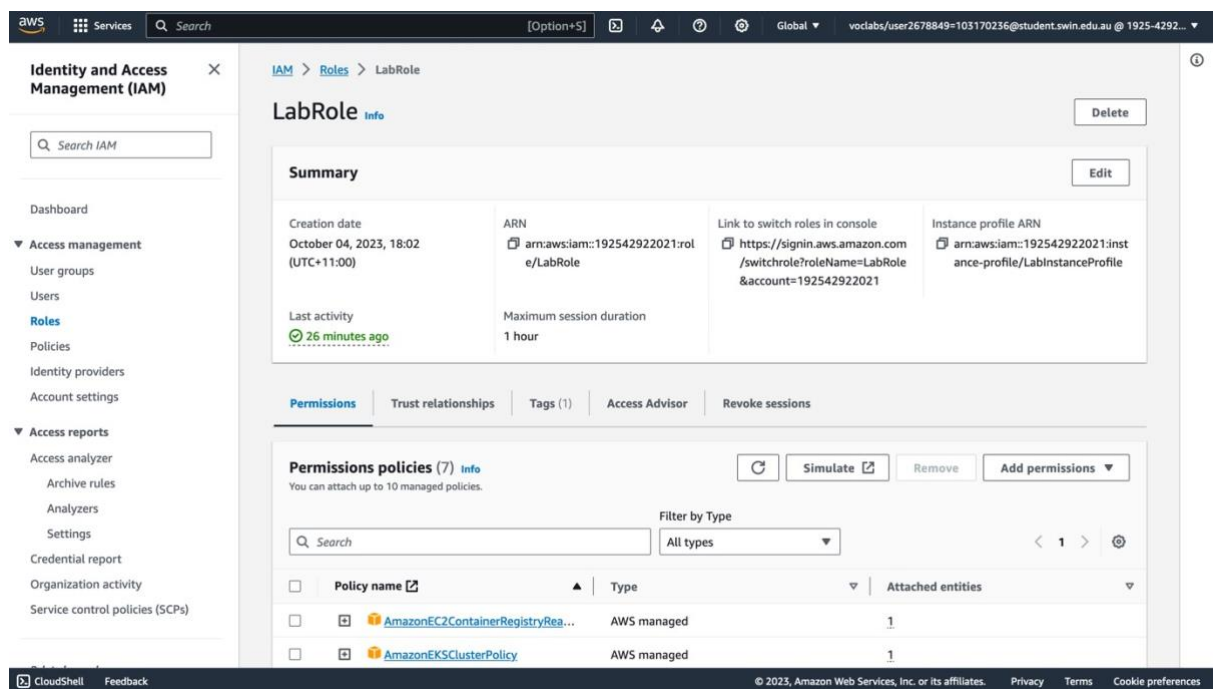 aws Services Search [Option+S] Global voclabs/user2678849=103170236@student.swin.edu.au @ 1925-4292...
Identity and Access
Management (IAM)
Search IAM
Dashboard
Access management
User groups
Users
Roles
Policies
Identity providers
Account settings
Access reports
Access analyzer
Archive rules
Analyzers
Settings
Credential report
Organization activity
Service control policies (SCPs)
IAM > Roles > LabRole
LabRole Info
Delete
Summary
Edit
Creation date
October 04, 2023, 18:02
(UTC+11:00)
ARN
arn:aws:iam::192542922021:rol
e/LabRole
Link to switch roles in console
https://signin.aws.amazon.com
/switchrole?roleName=LabRole
&account=192542922021
Instance profile ARN
arn:aws:iam::192542922021:inst
ance-profile/LabInstanceProfile
Last activity
26 minutes ago
Maximum session duration
1 hour
Permissions Trust relationships Tags (1) Access Advisor Revoke sessions
Permissions policies (7) Info
You can attach up to 10 managed policies.
Simulate Remove Add permissions
Filter by Type
Search All types < 1 >
Policy name Type Attached entities
AmazonEC2ContainerRegistryRea... AWS managed 1
AmazonEKSClusterPolicy AWS managed 1
CloudShell Feedback © 2023, Amazon Web Services, Inc. or its affiliates. Privacy Terms Cookie preferences